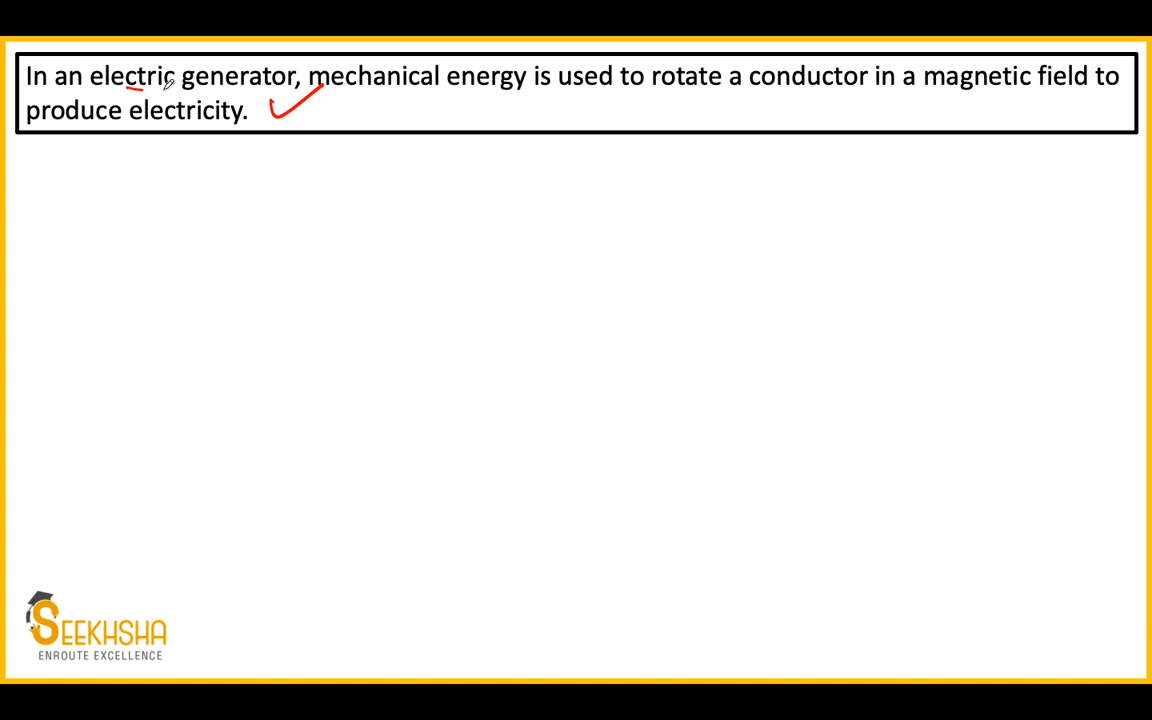 In an electric generator, mechanical energy is used to rotate a conductor in a magnetic field to
produce electricity.
SEEKHSHA
ENROUTE EXCELLENCE